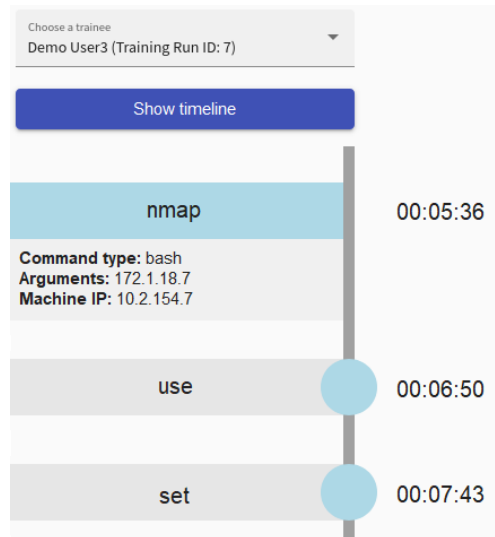 Choose a trainee
Demo User3 (Training Run ID: 7)
Show timeline
nmap
00:05:36
Command type: bash
Arguments: 172.1.18.7
Machine IP: 10.2.154.7
use
00:06:50
set
00:07:43